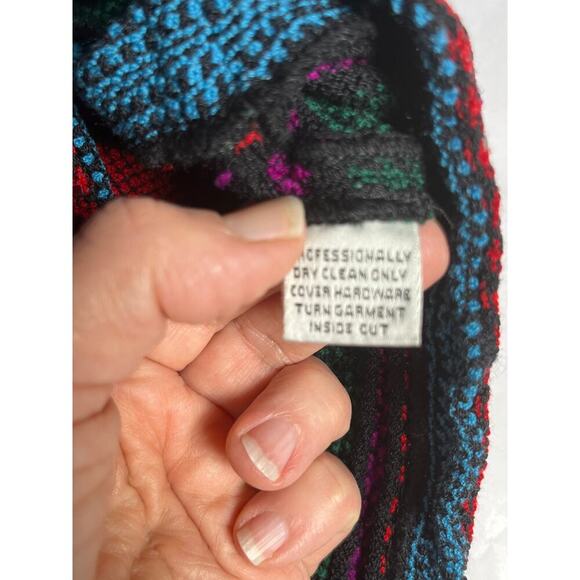 PROFESSIONALLY
DRY CLEAN ONLY
COVER HARDWARE
TURN GARMENT
INSIDE OUT